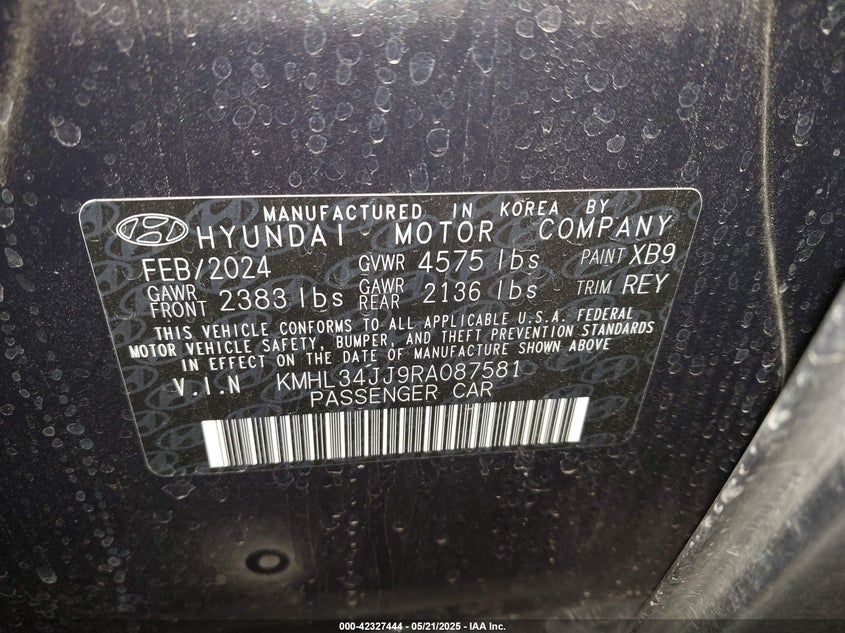 MANUFACTURED IN KOREA BY
HYUNDAI MOTOR COMPANY
FEB/2024 GVWR 4575 lbs PAINT XB9
GAWR FRONT 2383 lbs GAWR REAR 2136 lbs TRIM REY
THIS VEHICLE CONFORMS TO ALL APPLICABLE U.S.A. FEDERAL
MOTOR VEHICLE SAFETY, BUMPER, AND THEFT PREVENTION STANDARDS
IN EFFECT ON THE DATE OF MANUFACTURE SHOWN ABOVE
V.I.N KMHL34JJ9RA087581
PASSENGER CAR
000-42327444 - 05/21/2025 - IAA Inc.